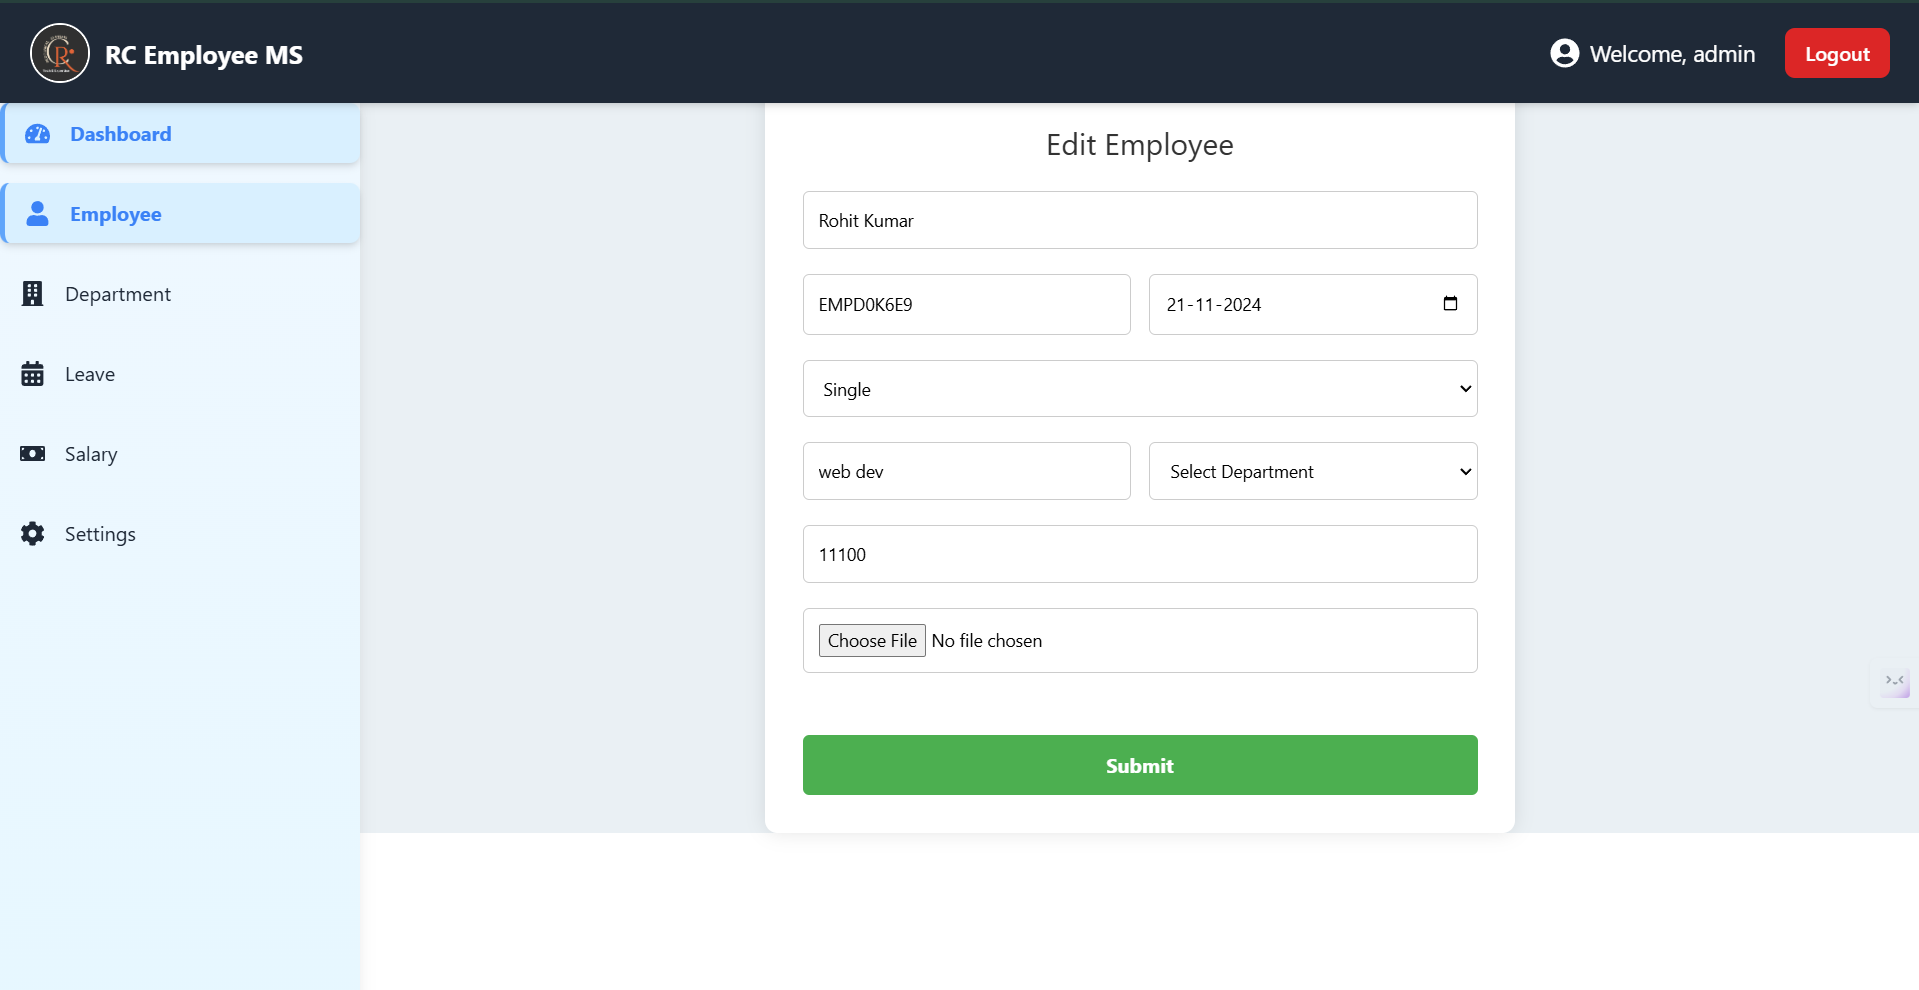 RC Employee MS
Welcome, admin
Logout
Dashboard
Employee
Department
Leave
Salary
Settings
Edit Employee
Rohit Kumar
EMPD0K6E9
21-11-2024
Single
web dev
Select Department
11100
Choose File No file chosen
Submit